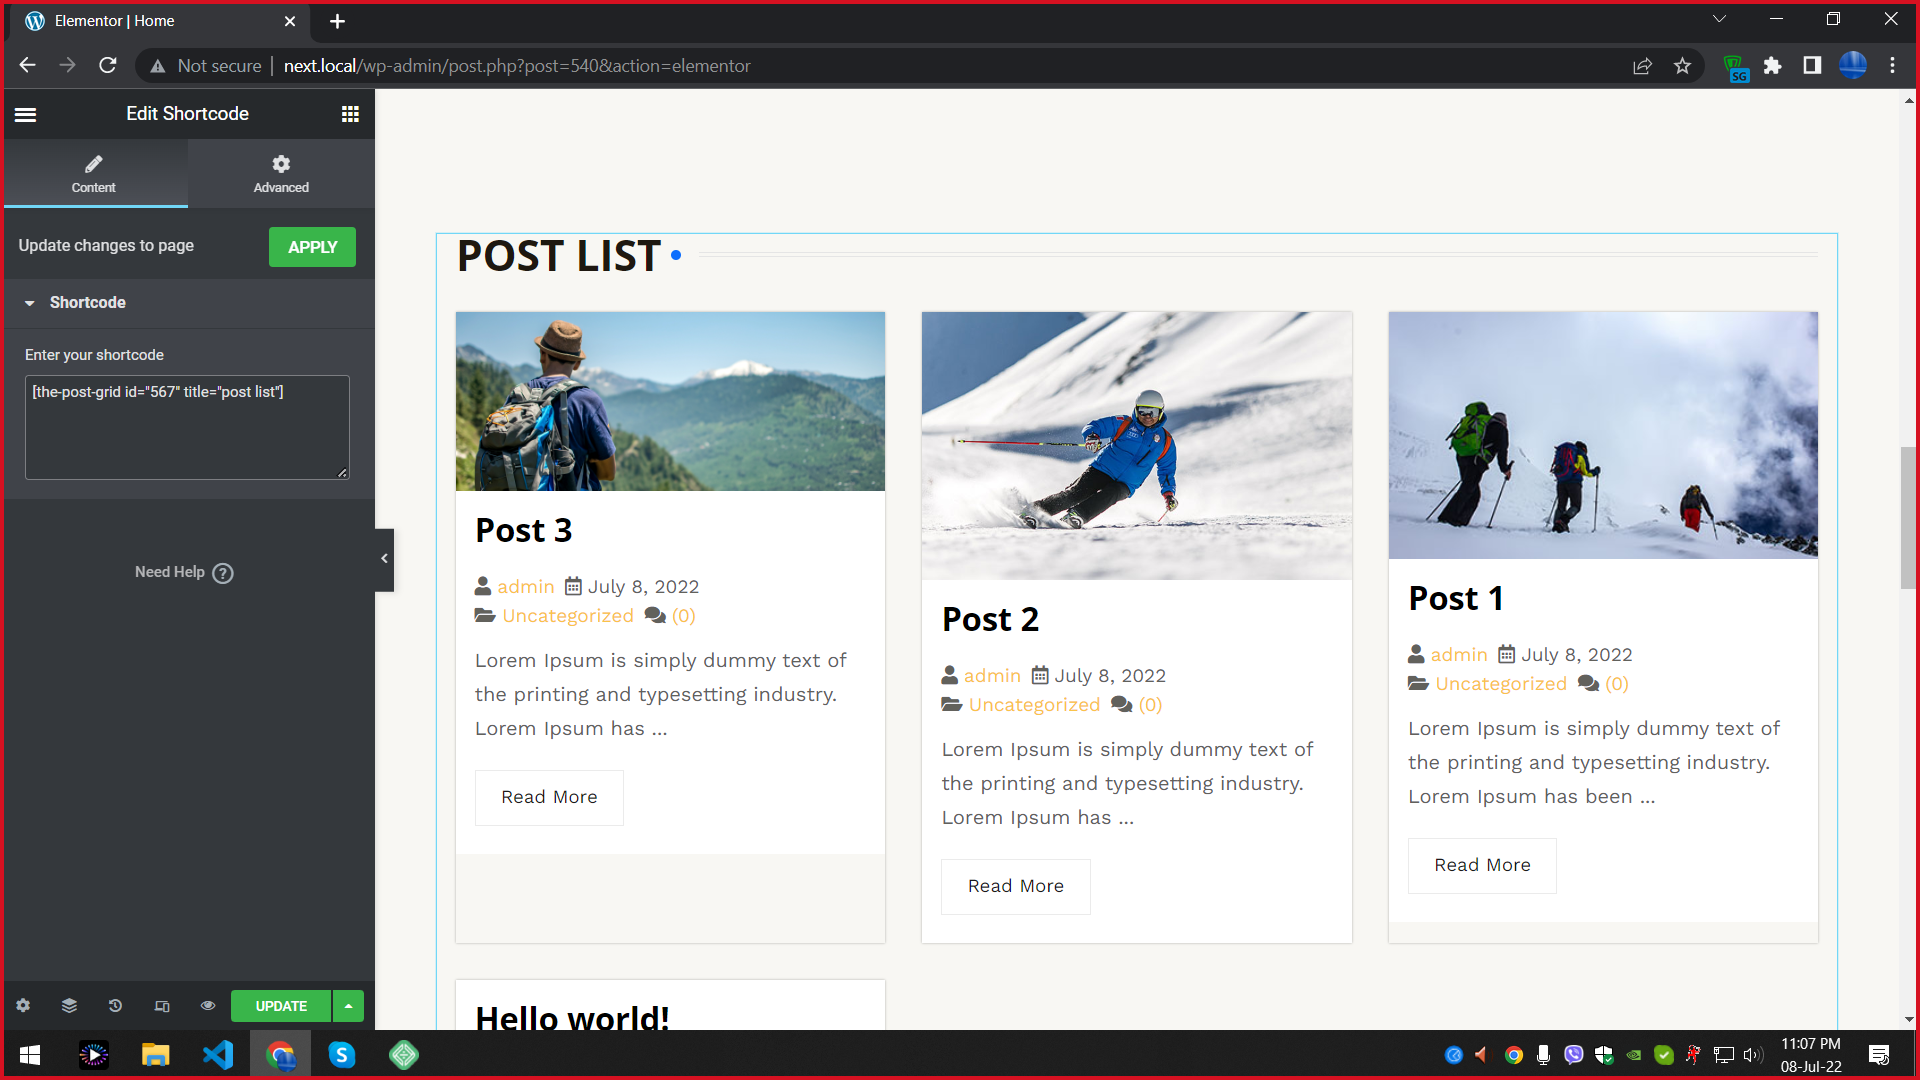 Elementor | Home
Not secure
next.local/wp-admin/post.php?post=540&action=elementor
SG
Edit Shortcode
Content
Advanced
Update changes to page
APPLY
Shortcode
Enter your shortcode
[the-post-grid id="567" title="post list"]
Need Help ?
UPDATE
POST LIST
Post 3
admin July 8, 2022
Uncategorized (0)
Lorem Ipsum is simply dummy text of
the printing and typesetting industry.
Lorem Ipsum has ...
Read More
Post 2
admin July 8, 2022
Uncategorized (0)
Lorem Ipsum is simply dummy text of
the printing and typesetting industry.
Lorem Ipsum has ...
Read More
Post 1
admin July 8, 2022
Uncategorized (0)
Lorem Ipsum is simply dummy text of
the printing and typesetting industry.
Lorem Ipsum has been ...
Read More
Hello world!
11:07 PM
08-Jul-22